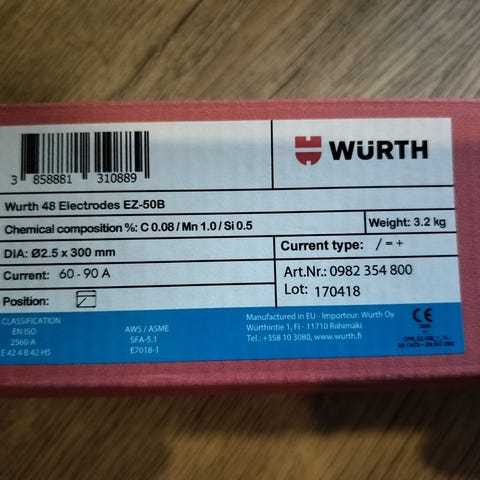 WÜRTH
3 858881 310889
Wurth 48 Electrodes EZ-50B
Chemical composition %: C 0.08 / Mn 1.0 / Si 0.5
Weight: 3.2 kg
DIA: Ø2.5 x 300 mm
Current type: / = +
Current: 60 - 90 A
Art.Nr.: 0982 354 800
Lot: 170418
Position:
CLASSIFICATION
EN ISO
2560-A
E 42 4 B 42 H5
AWS / ASME
SFA-5.1
E7018-1
Manufactured in EU - Importeur: Würth Oy
Würthintie 1, FI - 11710 Riihimäki
Tel.: +358 10 3080, www.wurth.fi
CE